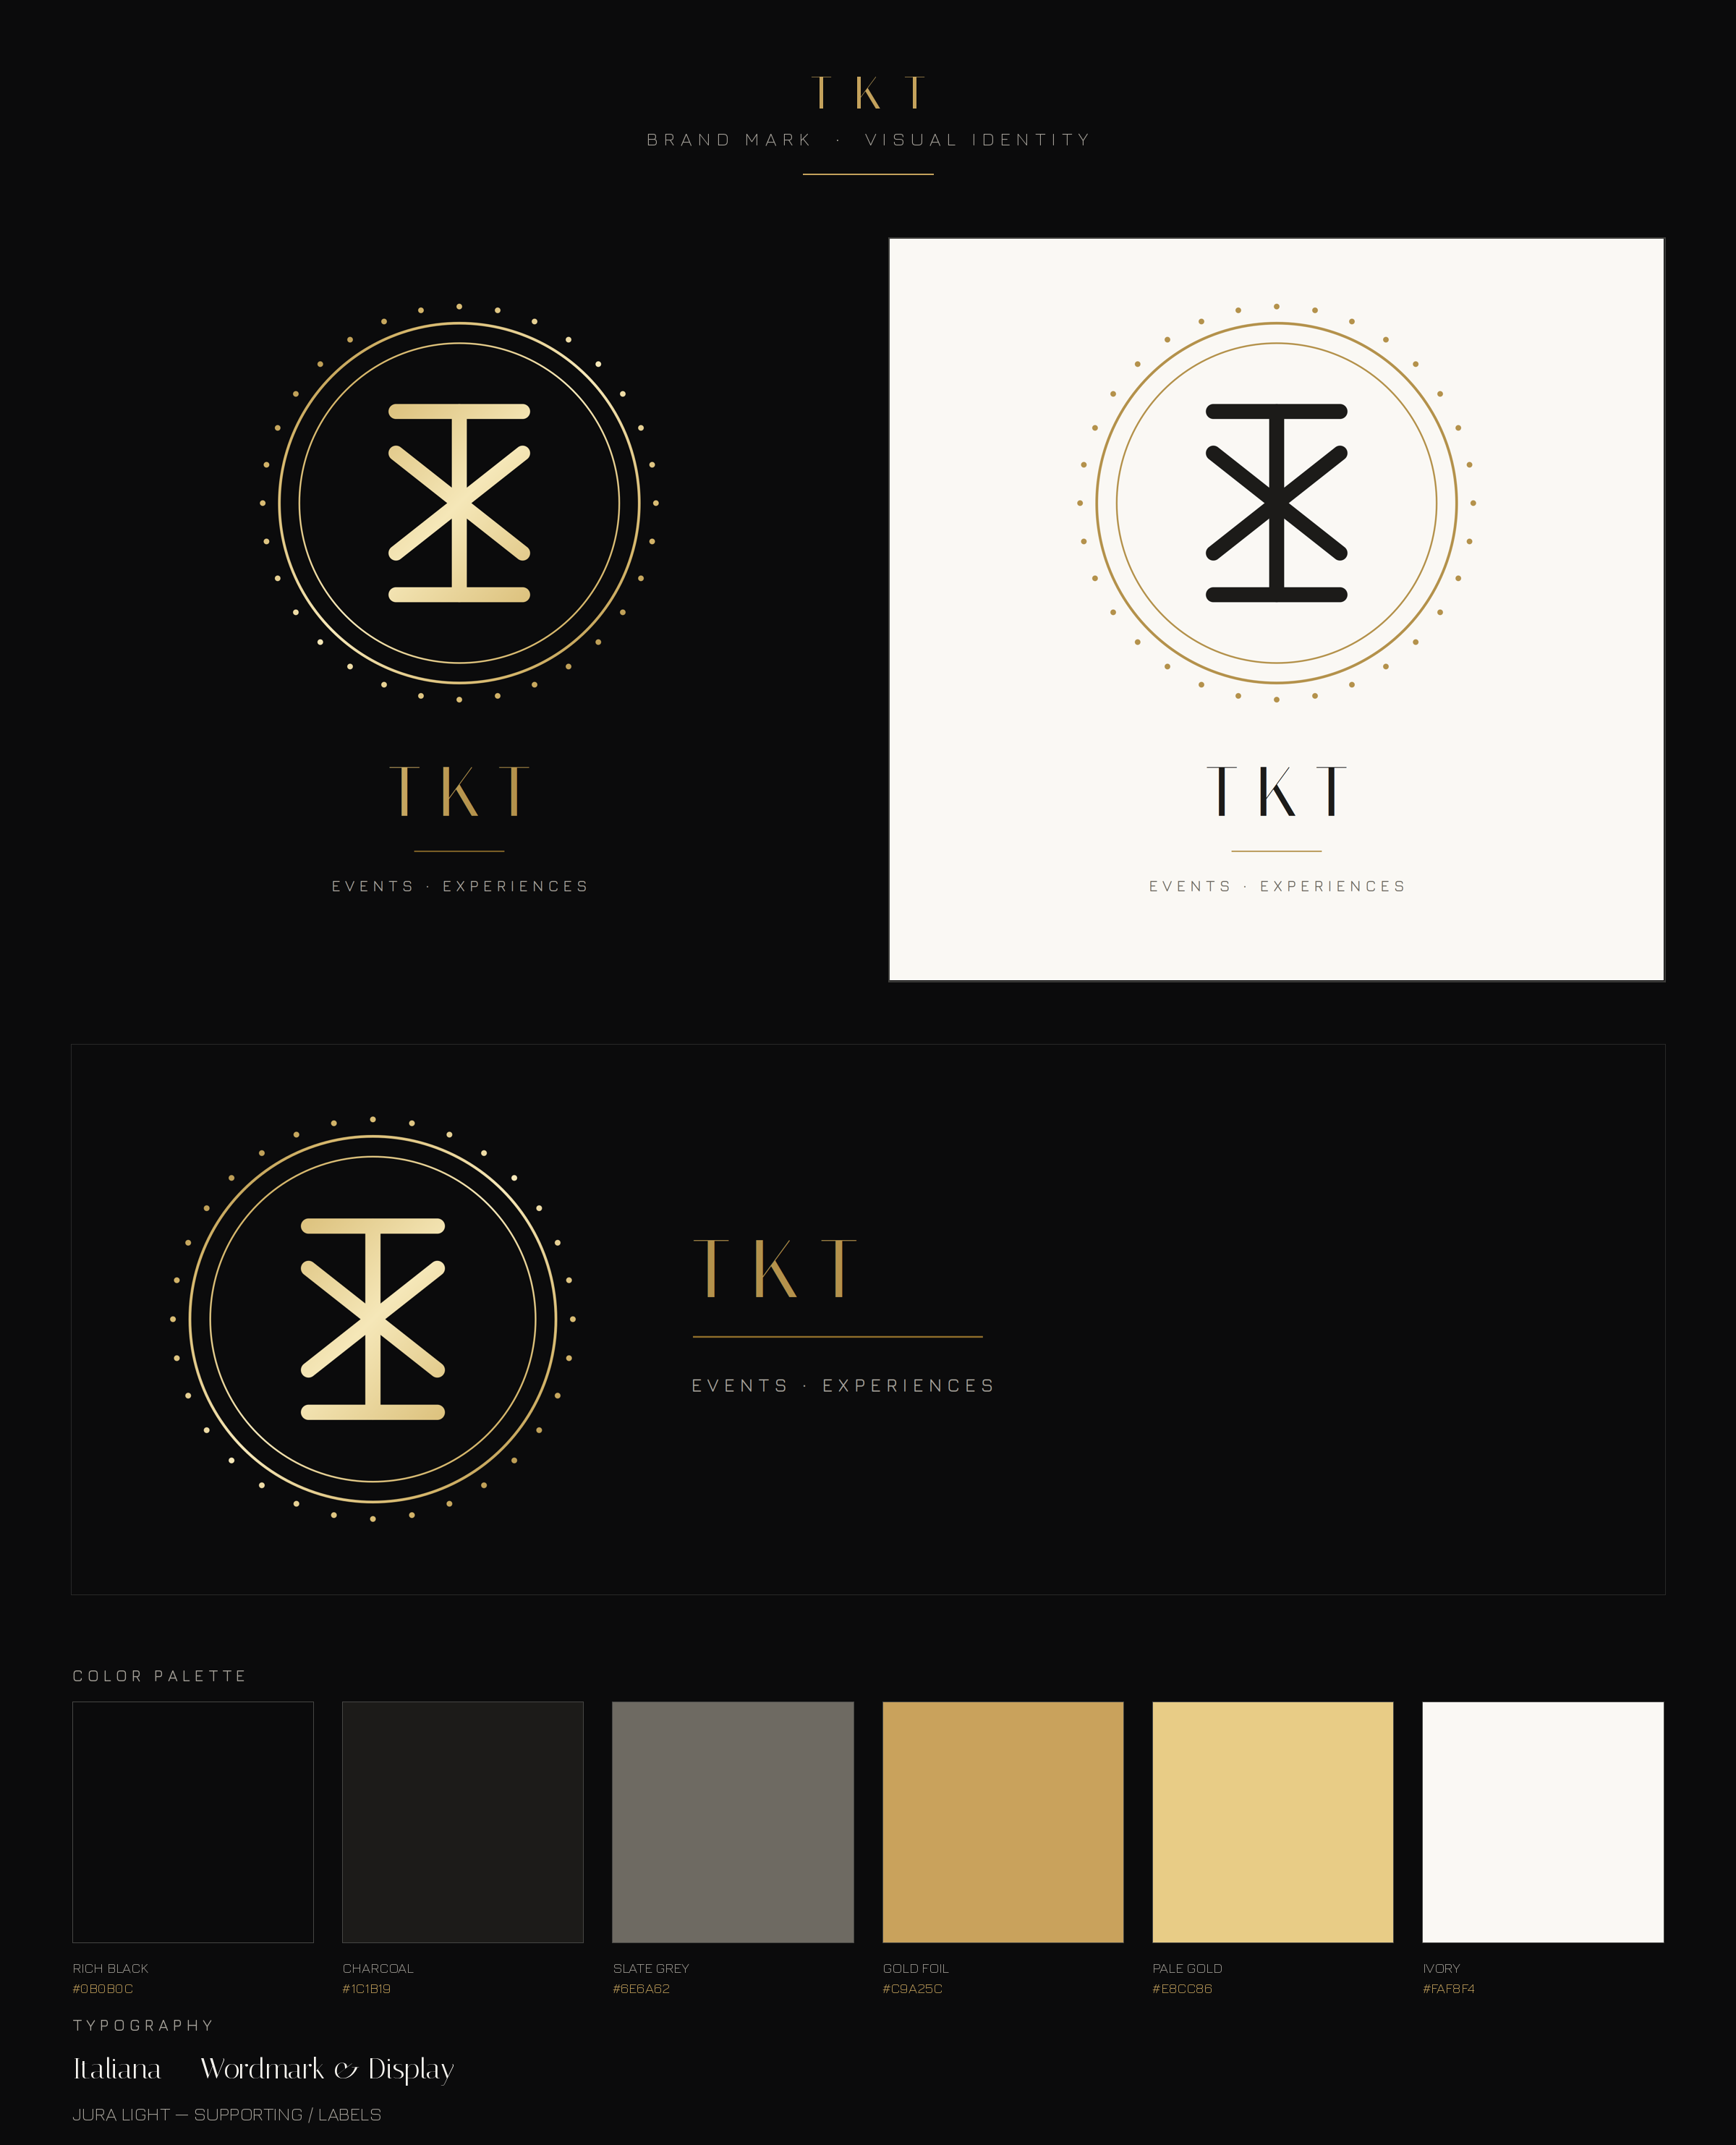 TKT
BRAND MARK · VISUAL IDENTITY
TKT
EVENTS · EXPERIENCES
TKT
EVENTS · EXPERIENCES
TKT
EVENTS · EXPERIENCES
COLOR PALETTE
RICH BLACK
#0B0B0C
CHARCOAL
#1C1B19
SLATE GREY
#6E6A62
GOLD FOIL
#C9A25C
PALE GOLD
#E8CC86
IVORY
#FAF8F4
TYPOGRAPHY
Italiana Wordmark & Display
JURA LIGHT — SUPPORTING / LABELS